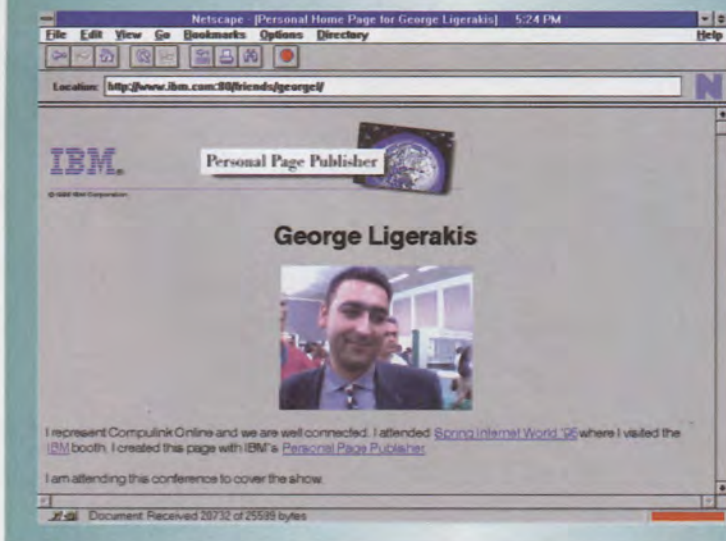 Netscape - [Personal Home Page for George Ligerakis] 5:24 PM
File Edit View Go Bookmarks Options Directory Help
Location: http://www.ibm.com:80/friends/georgel/
N
IBM®
Personal Page Publisher
George Ligerakis
I represent Compulink Online and we are well connected. I attended Spring Internet World '95 where I visited the
IBM booth. I created this page with IBM's Personal Page Publisher.
I am attending this conference to cover the show.
Document: Received 20732 of 25539 bytes